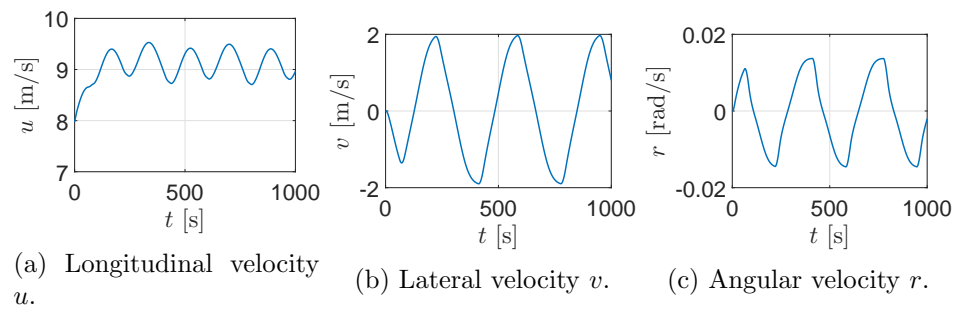 10
9
8
7
0
500
1000
u [m/s]
t [s]
(a) Longitudinal velocity
u.
2
0
-2
0
500
1000
v [m/s]
t [s]
(b) Lateral velocity v.
0.02
0
-0.02
0
500
1000
r [rad/s]
t [s]
(c) Angular velocity r.